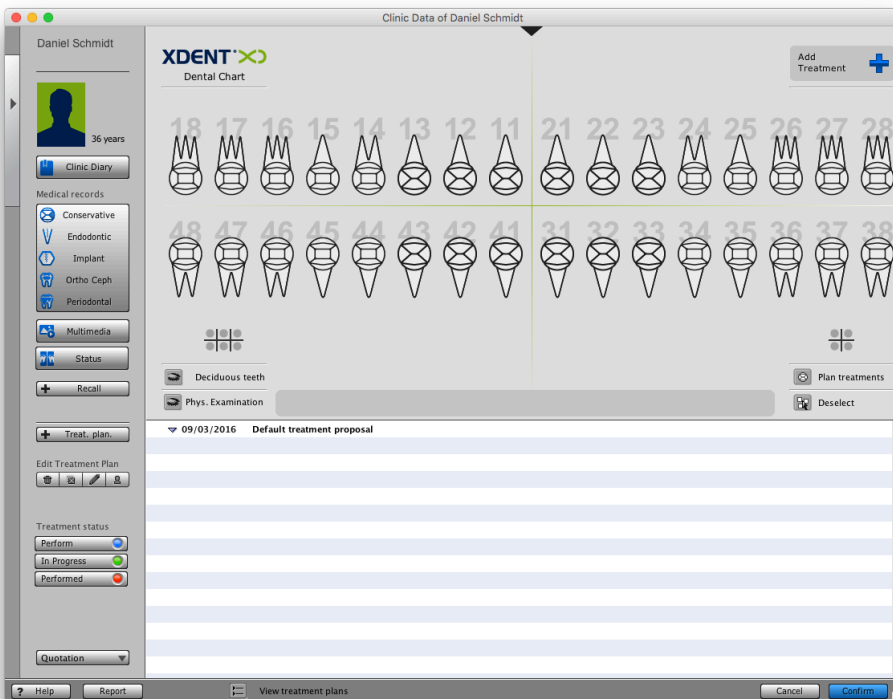 Clinic Data of Daniel Schmidt
Daniel Schmidt
36 years
Clinic Diary
Medical records
Conservative
Endodontic
Implant
Ortho Ceph
Periodontal
Multimedia
Status
Recall
Treat. plan.
Edit Treatment Plan
Treatment status
Perform
In Progress
Performed
Quotation
XDENT XD
Dental Chart
Add
Treatment
18 17 16 15 14 13 12 11 21 22 23 24 25 26 27 28
48 47 46 45 44 43 42 41 31 32 33 34 35 36 37 38
Deciduous teeth
Plan treatments
Phys. Examination
Deselect
09/03/2016 Default treatment proposal
? Help
Report
View treatment plans
Cancel
Confirm